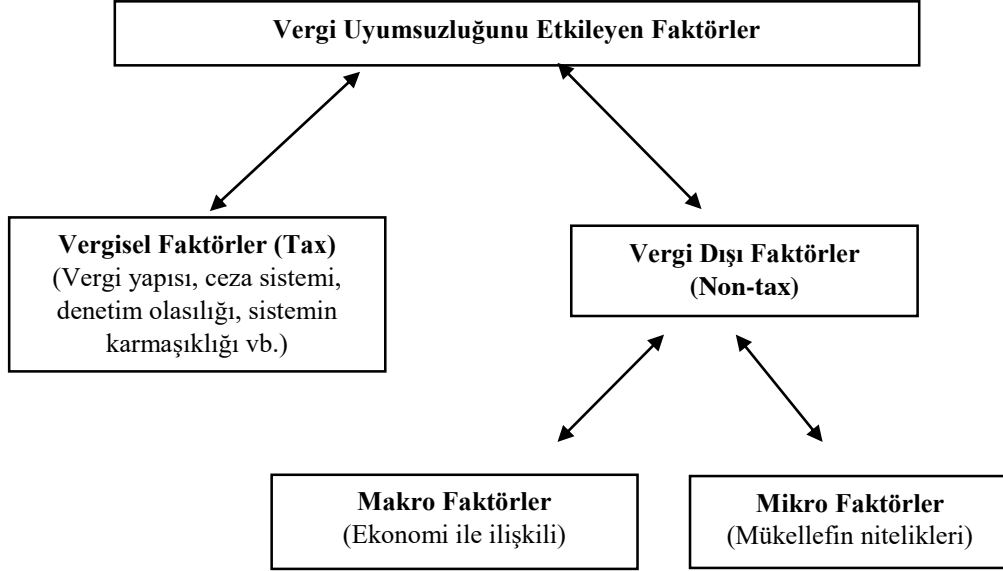 Vergi Uyumsuzluğunu Etkileyen Faktörler
Vergisel Faktörler (Tax)
(Vergi yapısı, ceza sistemi,
denetim olasılığı, sistemin
karmaşıklığı vb.)
Vergi Dışı Faktörler
(Non-tax)
Makro Faktörler
(Ekonomi ile ilişkili)
Mikro Faktörler
(Mükellefin nitelikleri)